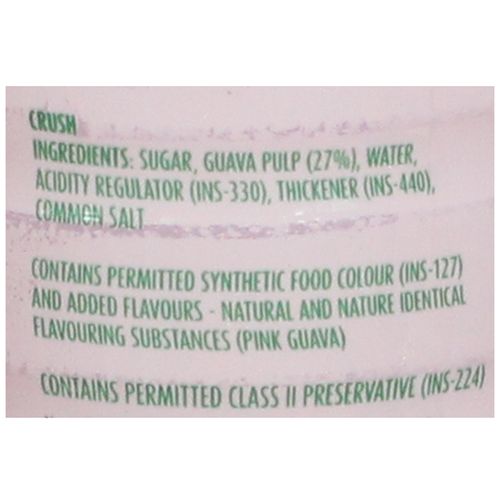 CRUSH
INGREDIENTS: SUGAR, GUAVA PULP (27%), WATER,
ACIDITY REGULATOR (INS-330), THICKENER (INS-440),
COMMON SALT
CONTAINS PERMITTED SYNTHETIC FOOD COLOUR (INS-127)
AND ADDED FLAVOURS - NATURAL AND NATURE IDENTICAL
FLAVOURING SUBSTANCES (PINK GUAVA)
CONTAINS PERMITTED CLASS II PRESERVATIVE (INS-224)